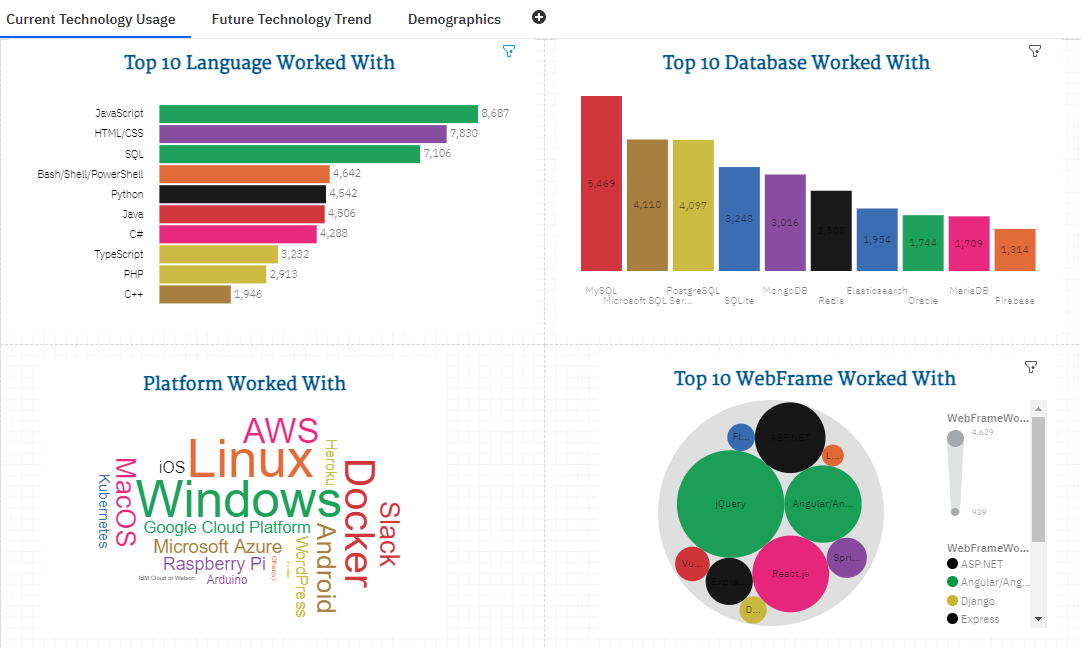 Current Technology Usage
Future Technology Trend
Demographics
Top 10 Language Worked With
JavaScript 8,687
HTML/CSS 7,830
SQL 7,106
Bash/Shell/PowerShell 4,642
Python 4,542
Java 4,506
C# 4,288
TypeScript 3,232
PHP 2,913
C++ 1,946
Top 10 Database Worked With
5,469
4,110
4,097
3,248
3,016
1,954
1,744
1,709
1,314
MySQL
Microsoft SQL Ser...
PostgreSQL
SQLite
MongoDB
Redis
Elasticsearch
Oracle
MariaDB
Firebase
Platform Worked With
AWS
Linux
iOS
Heroku
Windows
MacOS
Kubernetes
Docker
Slack
Google Cloud Platform
Microsoft Azure
Android
WordPress
Raspberry Pi
IBM Cloud or Watson
Arduino
Top 10 WebFrame Worked With
Fl...
ASP.NET
L...
jQuery
Angular/An...
Vu...
Expre...
React.js
Spri...
D...
WebFrameWo...
4,629
939
WebFrameWo...
ASP.NET
Angular/Ang...
Django
Express